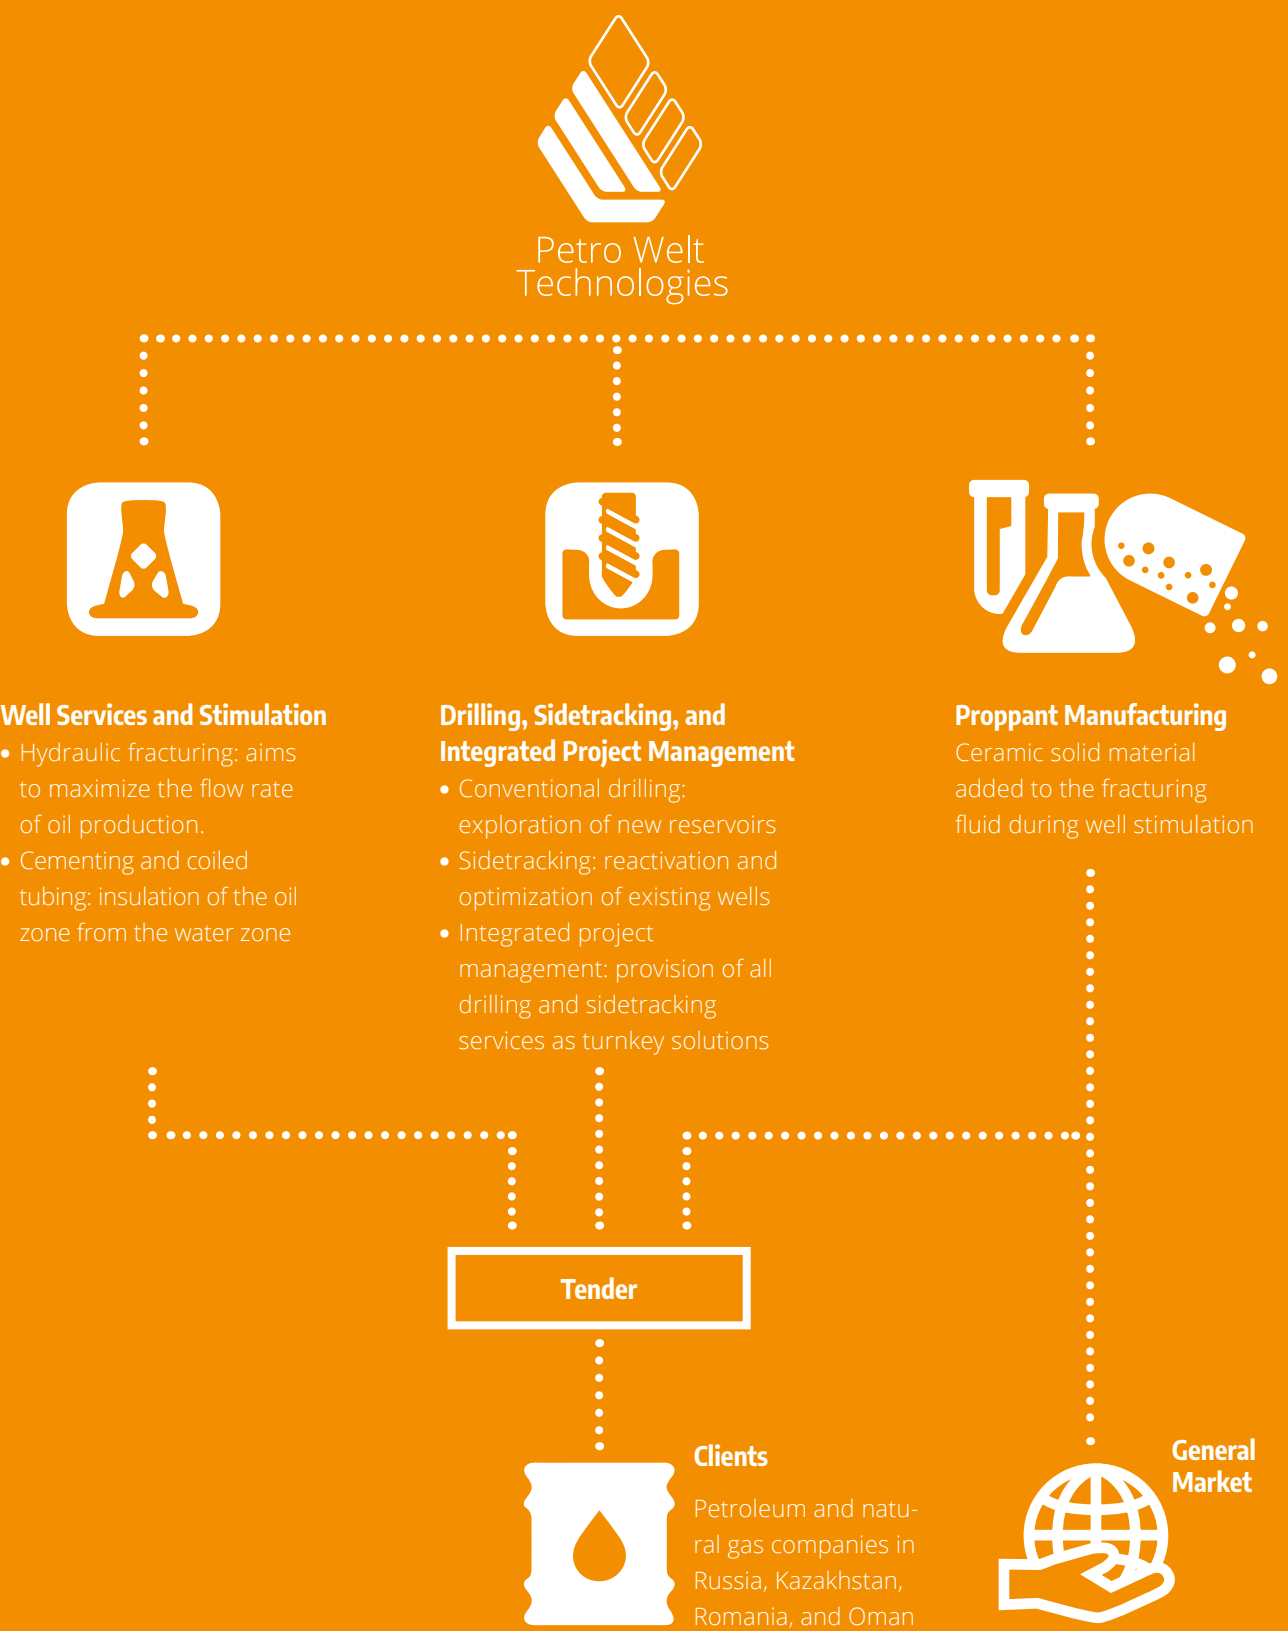 Petro Welt
Technologies
Well Services and Stimulation
• Hydraulic fracturing: aims
to maximize the flow rate
of oil production.
• Cementing and coiled
tubing: insulation of the oil
zone from the water zone
Drilling, Sidetracking, and
Integrated Project Management
• Conventional drilling:
exploration of new reservoirs
• Sidetracking: reactivation and
optimization of existing wells
• Integrated project
management: provision of all
drilling and sidetracking
services as turnkey solutions
Proppant Manufacturing
Ceramic solid material
added to the fracturing
fluid during well stimulation
Tender
Clients
Petroleum and natu-
ral gas companies in
Russia, Kazakhstan,
Romania, and Oman
General
Market